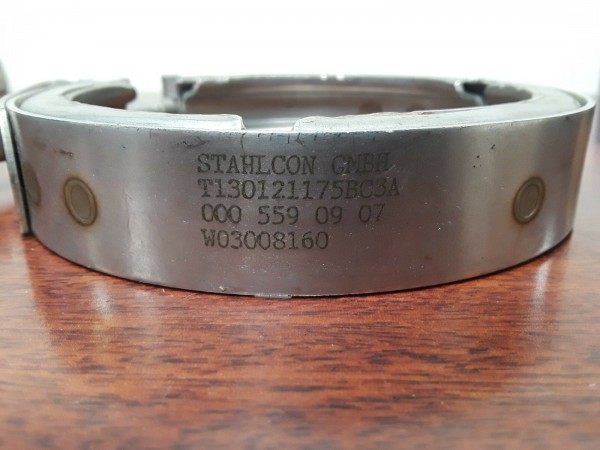 STAHLCON GMBH
T130121175BC3A
000 559 09 07
W03008160